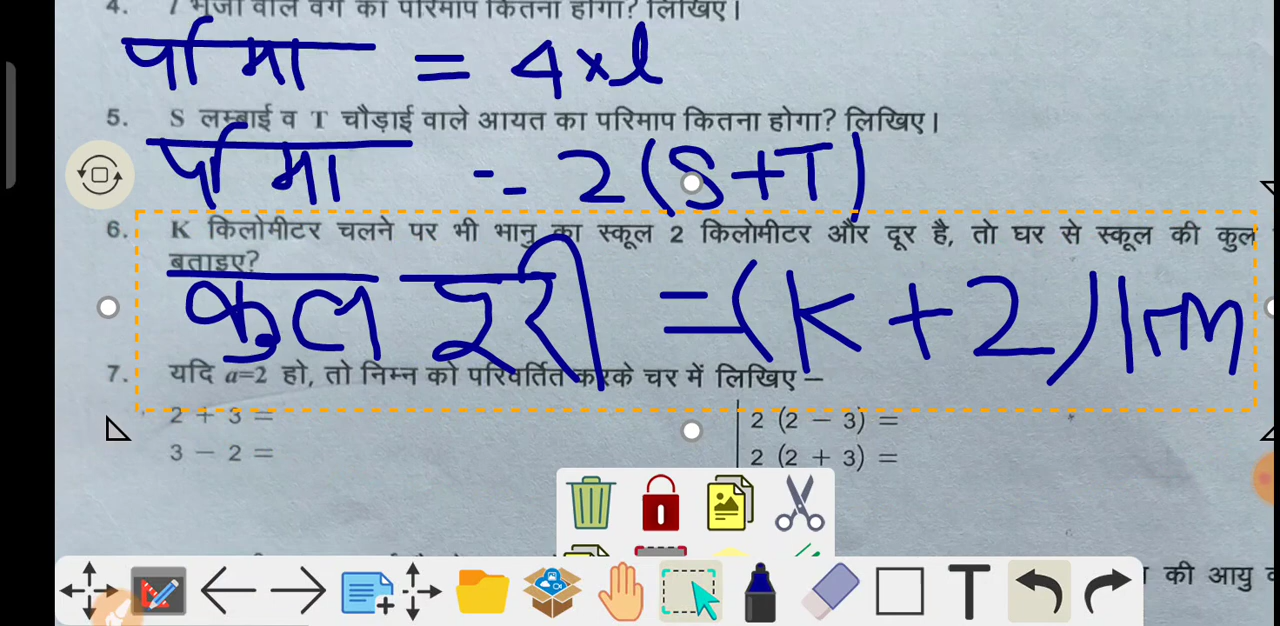 4. l भुजा वाले वर्ग का परिमाप कितना होगा? लिखिए।
= 4 × l
5. S लम्बाई व T चौड़ाई वाले आयत का परिमाप कितना होगा? लिखिए।
= 2 (S + T)
6. K किलोमीटर चलने पर भी भानु का स्कूल 2 किलोमीटर और दूर है, तो घर से स्कूल की कुल
बताइए?
कुल दूरी = (K + 2) km
7. यदि a=2 हो, तो निम्न को परिवर्तित करके चर में लिखिए –
2 + 3 = 2 (2 – 3) =
3 – 2 = 2 (2 + 3) =
की आयु
T